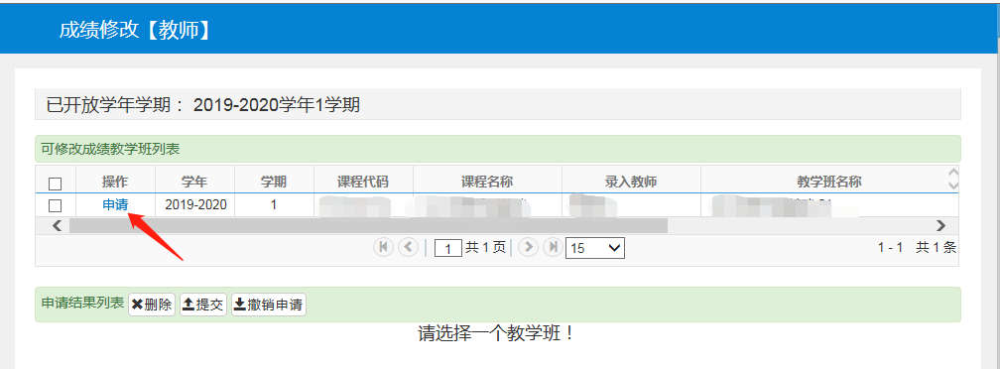 成绩修改【教师】
已开放学年学期： 2019-2020学年1学期
可修改成绩教学班列表
操作 学年 学期 课程代码 课程名称 录入教师 教学班名称
申请 2019-2020 1
1 共 1 页 15 1 - 1 共 1 条
申请结果列表 删除 提交 撤销申请
请选择一个教学班！